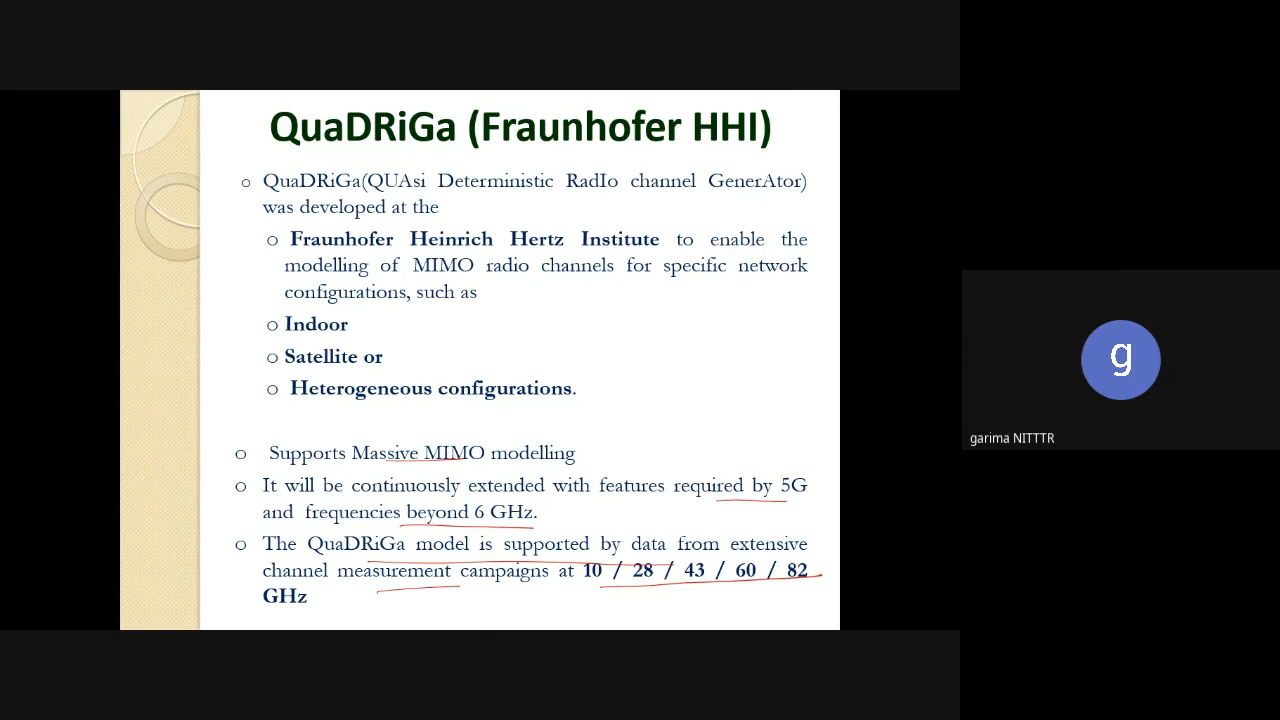 QuaDRiGa (Fraunhofer HHI)
o QuaDRiGa(QUAsi Deterministic RadIo channel GenerAtor)
was developed at the
o Fraunhofer Heinrich Hertz Institute to enable the
modelling of MIMO radio channels for specific network
configurations, such as
o Indoor
o Satellite or
o Heterogeneous configurations.
o Supports Massive MIMO modelling
o It will be continuously extended with features required by 5G
and frequencies beyond 6 GHz.
o The QuaDRiGa model is supported by data from extensive
channel measurement campaigns at 10 / 28 / 43 / 60 / 82
GHz
g
garima NITTTR